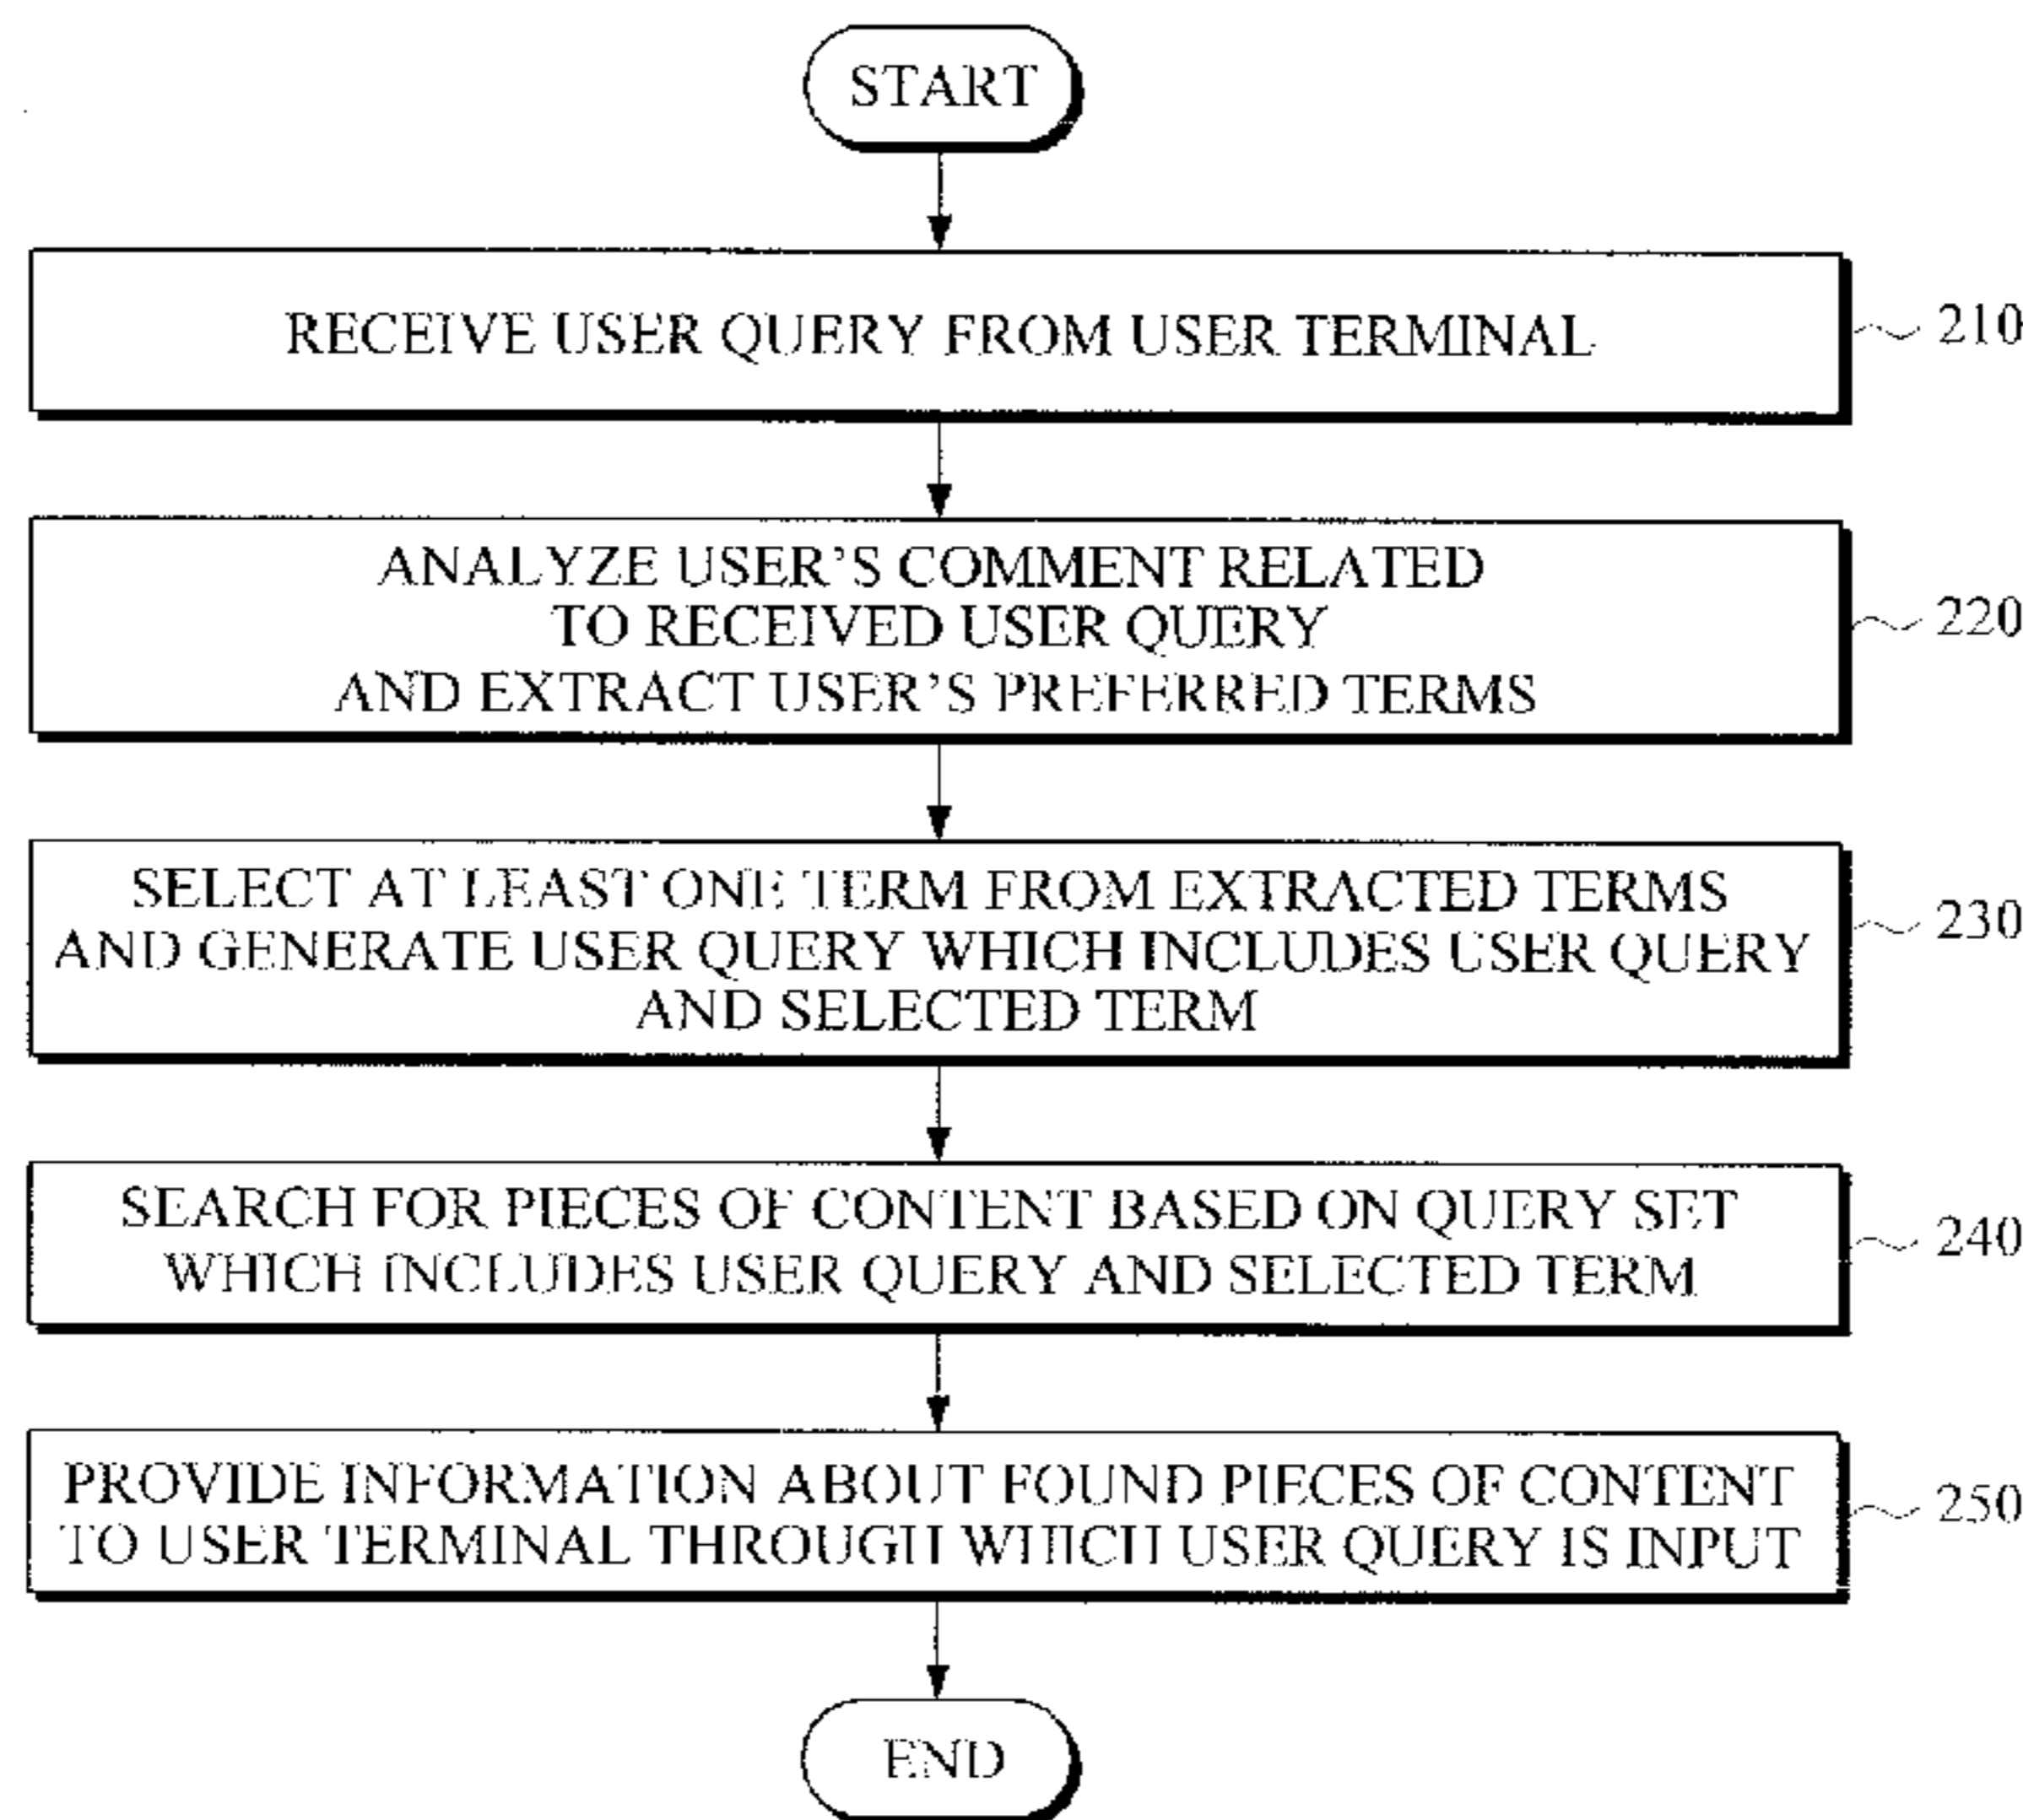 START
RECEIVE USER QUERY FROM USER TERMINAL
210
ANALYZE USER'S COMMENT RELATED
TO RECEIVED USER QUERY
AND EXTRACT USER'S PREFERRED TERMS
220
SELECT AT LEAST ONE TERM FROM EXTRACTED TERMS
AND GENERATE USER QUERY WHICH INCLUDES USER QUERY
AND SELECTED TERM
230
SEARCH FOR PIECES OF CONTENT BASED ON QUERY SET
WHICH INCLUDES USER QUERY AND SELECTED TERM
240
PROVIDE INFORMATION ABOUT FOUND PIECES OF CONTENT
TO USER TERMINAL THROUGH WHICH USER QUERY IS INPUT
250
END